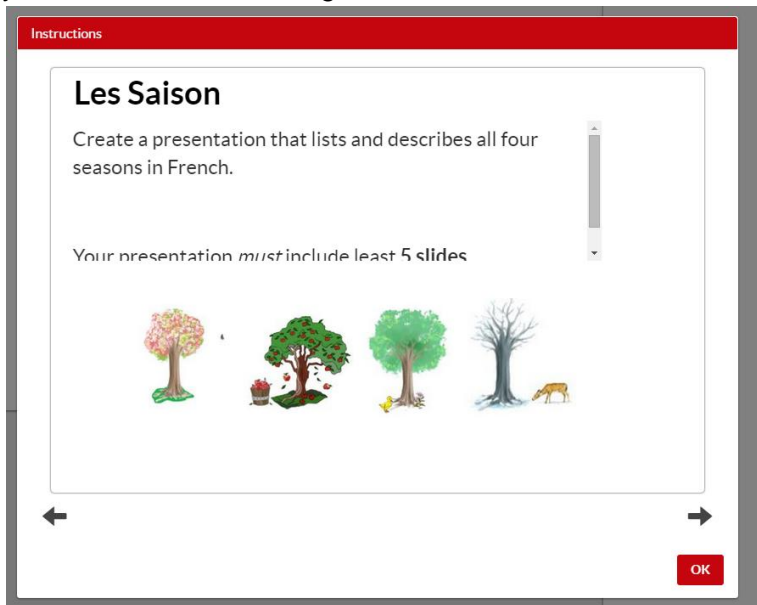 Instructions
Les Saison
Create a presentation that lists and describes all four
seasons in French.
Your presentation must include least 5 slides
OK